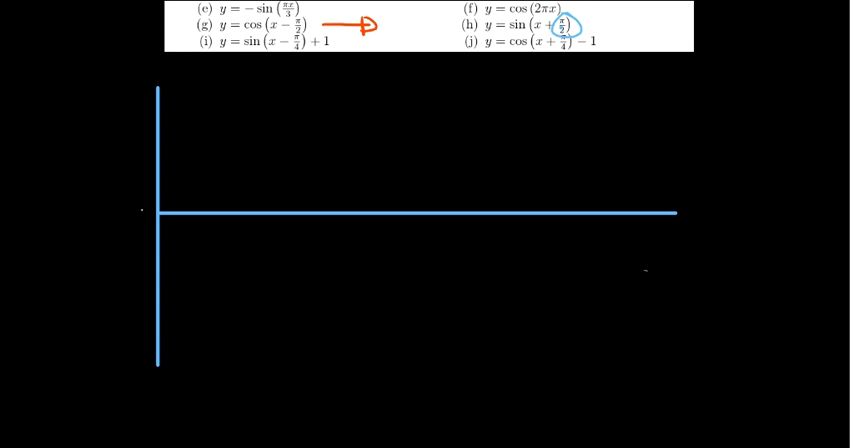 (e) y = − sin (πx/3)
(f) y = cos (2πx)
(g) y = cos (x − π/2)
(h) y = sin (x + π/2)
(i) y = sin (x − π/4) + 1
(j) y = cos (x + π/4) − 1